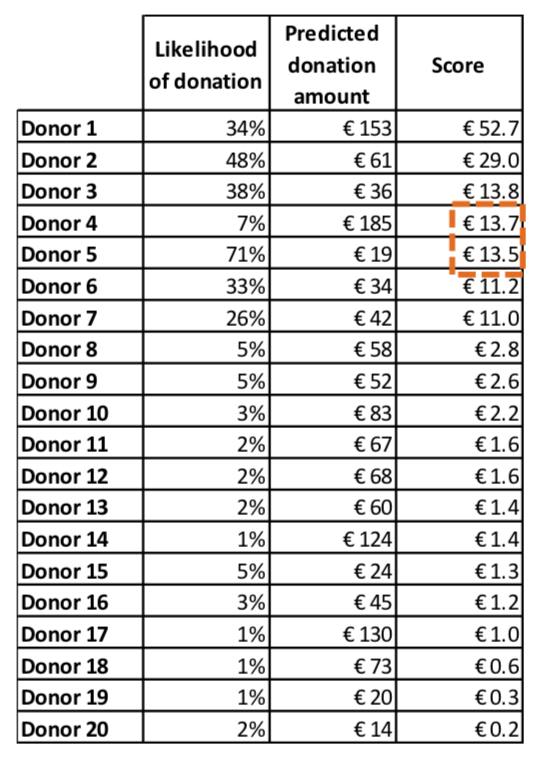 Likelihood of donation Predicted donation amount Score
Donor 1 34% € 153 € 52.7
Donor 2 48% € 61 € 29.0
Donor 3 38% € 36 € 13.8
Donor 4 7% € 185 € 13.7
Donor 5 71% € 19 € 13.5
Donor 6 33% € 34 € 11.2
Donor 7 26% € 42 € 11.0
Donor 8 5% € 58 € 2.8
Donor 9 5% € 52 € 2.6
Donor 10 3% € 83 € 2.2
Donor 11 2% € 67 € 1.6
Donor 12 2% € 68 € 1.6
Donor 13 2% € 60 € 1.4
Donor 14 1% € 124 € 1.4
Donor 15 5% € 24 € 1.3
Donor 16 3% € 45 € 1.2
Donor 17 1% € 130 € 1.0
Donor 18 1% € 73 € 0.6
Donor 19 1% € 20 € 0.3
Donor 20 2% € 14 € 0.2